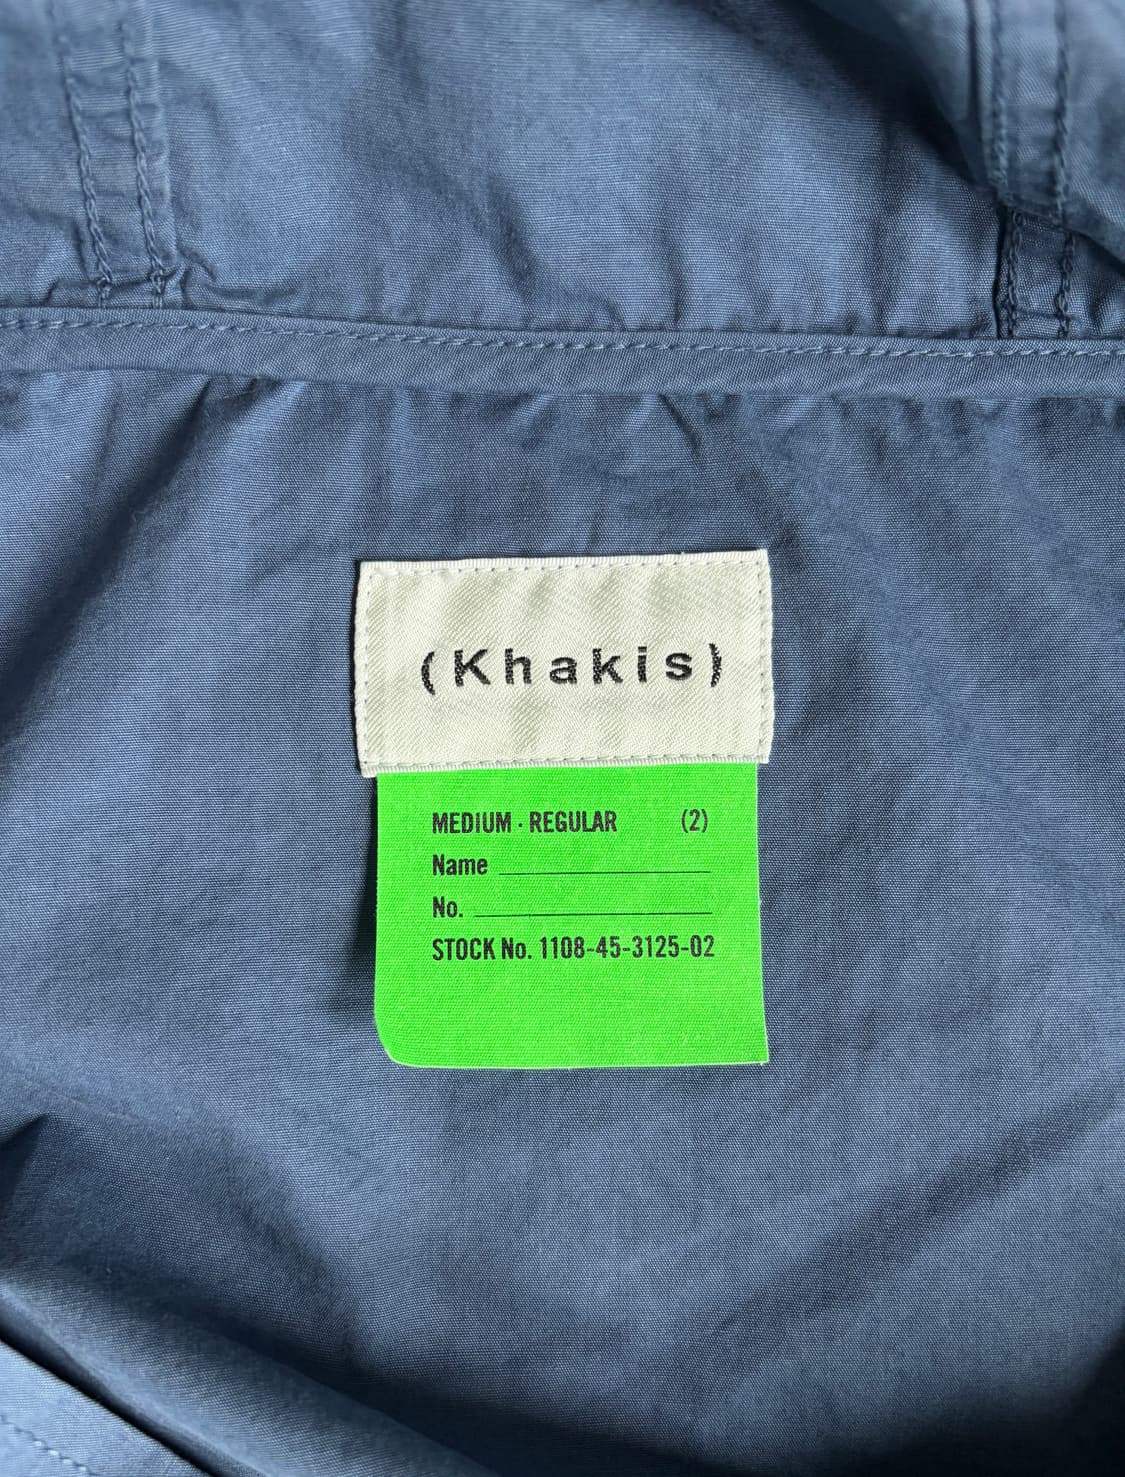 (Khakis)
MEDIUM · REGULAR (2)
Name
No.
STOCK No. 1108-45-3125-02